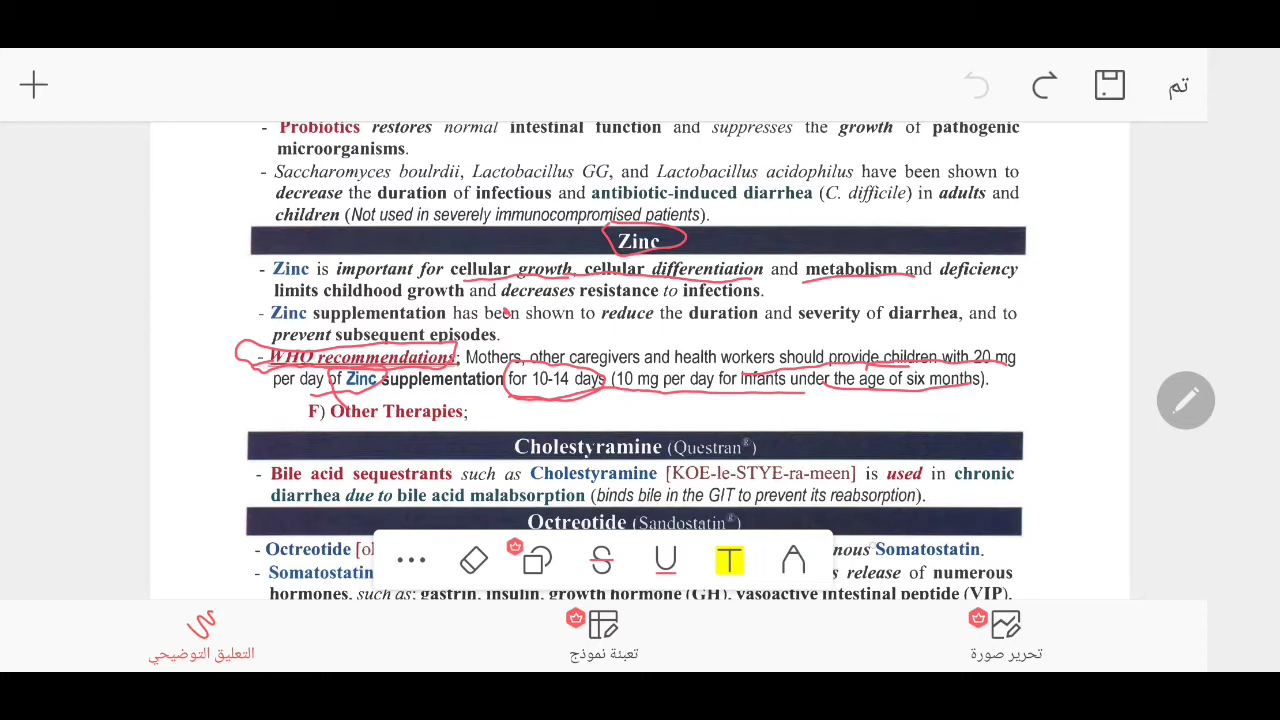 تم
- Probiotics restores normal intestinal function and suppresses the growth of pathogenic
microorganisms.
- Saccharomyces boulrdii, Lactobacillus GG, and Lactobacillus acidophilus have been shown to
decrease the duration of infectious and antibiotic-induced diarrhea (C. difficile) in adults and
children (Not used in severely immunocompromised patients).
Zinc
- Zinc is important for cellular growth, cellular differentiation and metabolism and deficiency
limits childhood growth and decreases resistance to infections.
- Zinc supplementation has been shown to reduce the duration and severity of diarrhea, and to
prevent subsequent episodes.
- WHO recommendations; Mothers, other caregivers and health workers should provide children with 20 mg
per day of Zinc supplementation for 10-14 days (10 mg per day for infants under the age of six months).
F) Other Therapies;
Cholestyramine (Questran®)
- Bile acid sequestrants such as Cholestyramine [KOE-le-STYE-ra-meen] is used in chronic
diarrhea due to bile acid malabsorption (binds bile in the GIT to prevent its reabsorption).
Octreotide (Sandostatin®)
- Octreotide Somatostatin.
- Somatostatin release of numerous
hormones, such as; gastrin, insulin, growth hormone (GH), vasoactive intestinal peptide (VIP),
التعليق التوضيحي
تعبئة نموذج
تحرير صورة